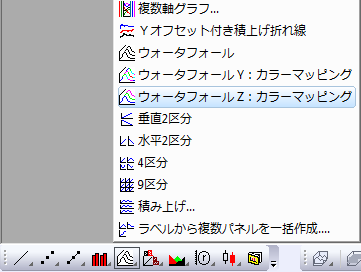 複数軸グラフ...
Yオフセット付き積上げ折れ線
ウォータフォール
ウォータフォールY：カラーマッピング
ウォータフォールZ：カラーマッピング
垂直2区分
水平2区分
4区分
9区分
積み上げ...
ラベルから複数パネルを一括作成....